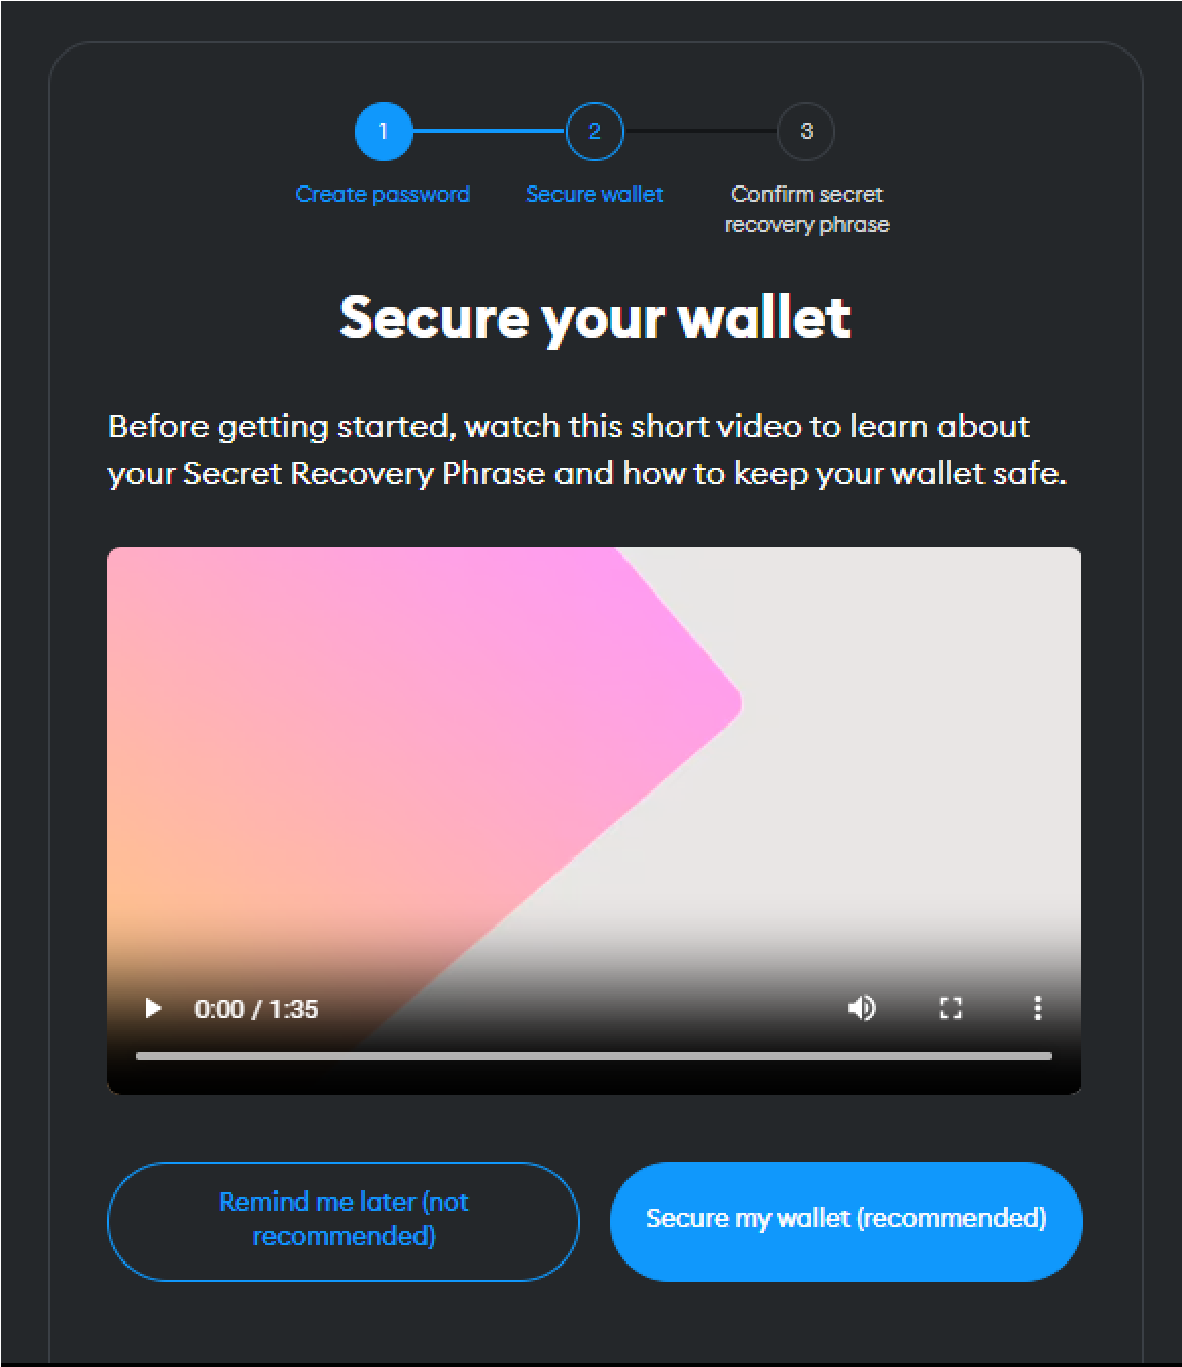 1
2
3
Create password
Secure wallet
Confirm secret
recovery phrase
Secure your wallet
Before getting started, watch this short video to learn about
your Secret Recovery Phrase and how to keep your wallet safe.
0:00 / 1:35
Remind me later (not
recommended)
Secure my wallet (recommended)